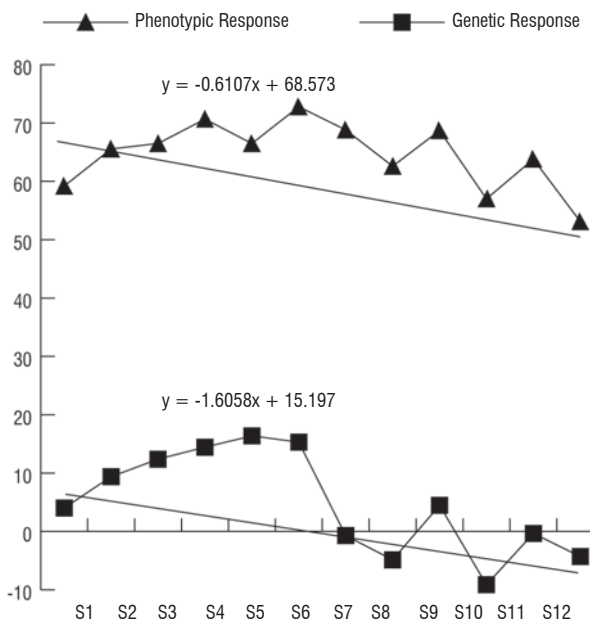 Phenotypic Response Genetic Response
80
y = -0.6107x + 68.573
70
60
50
40
30
y = -1.6058x + 15.197
20
10
0
-10
S1 S2 S3 S4 S5 S6 S7 S8 S9 S10 S11 S12